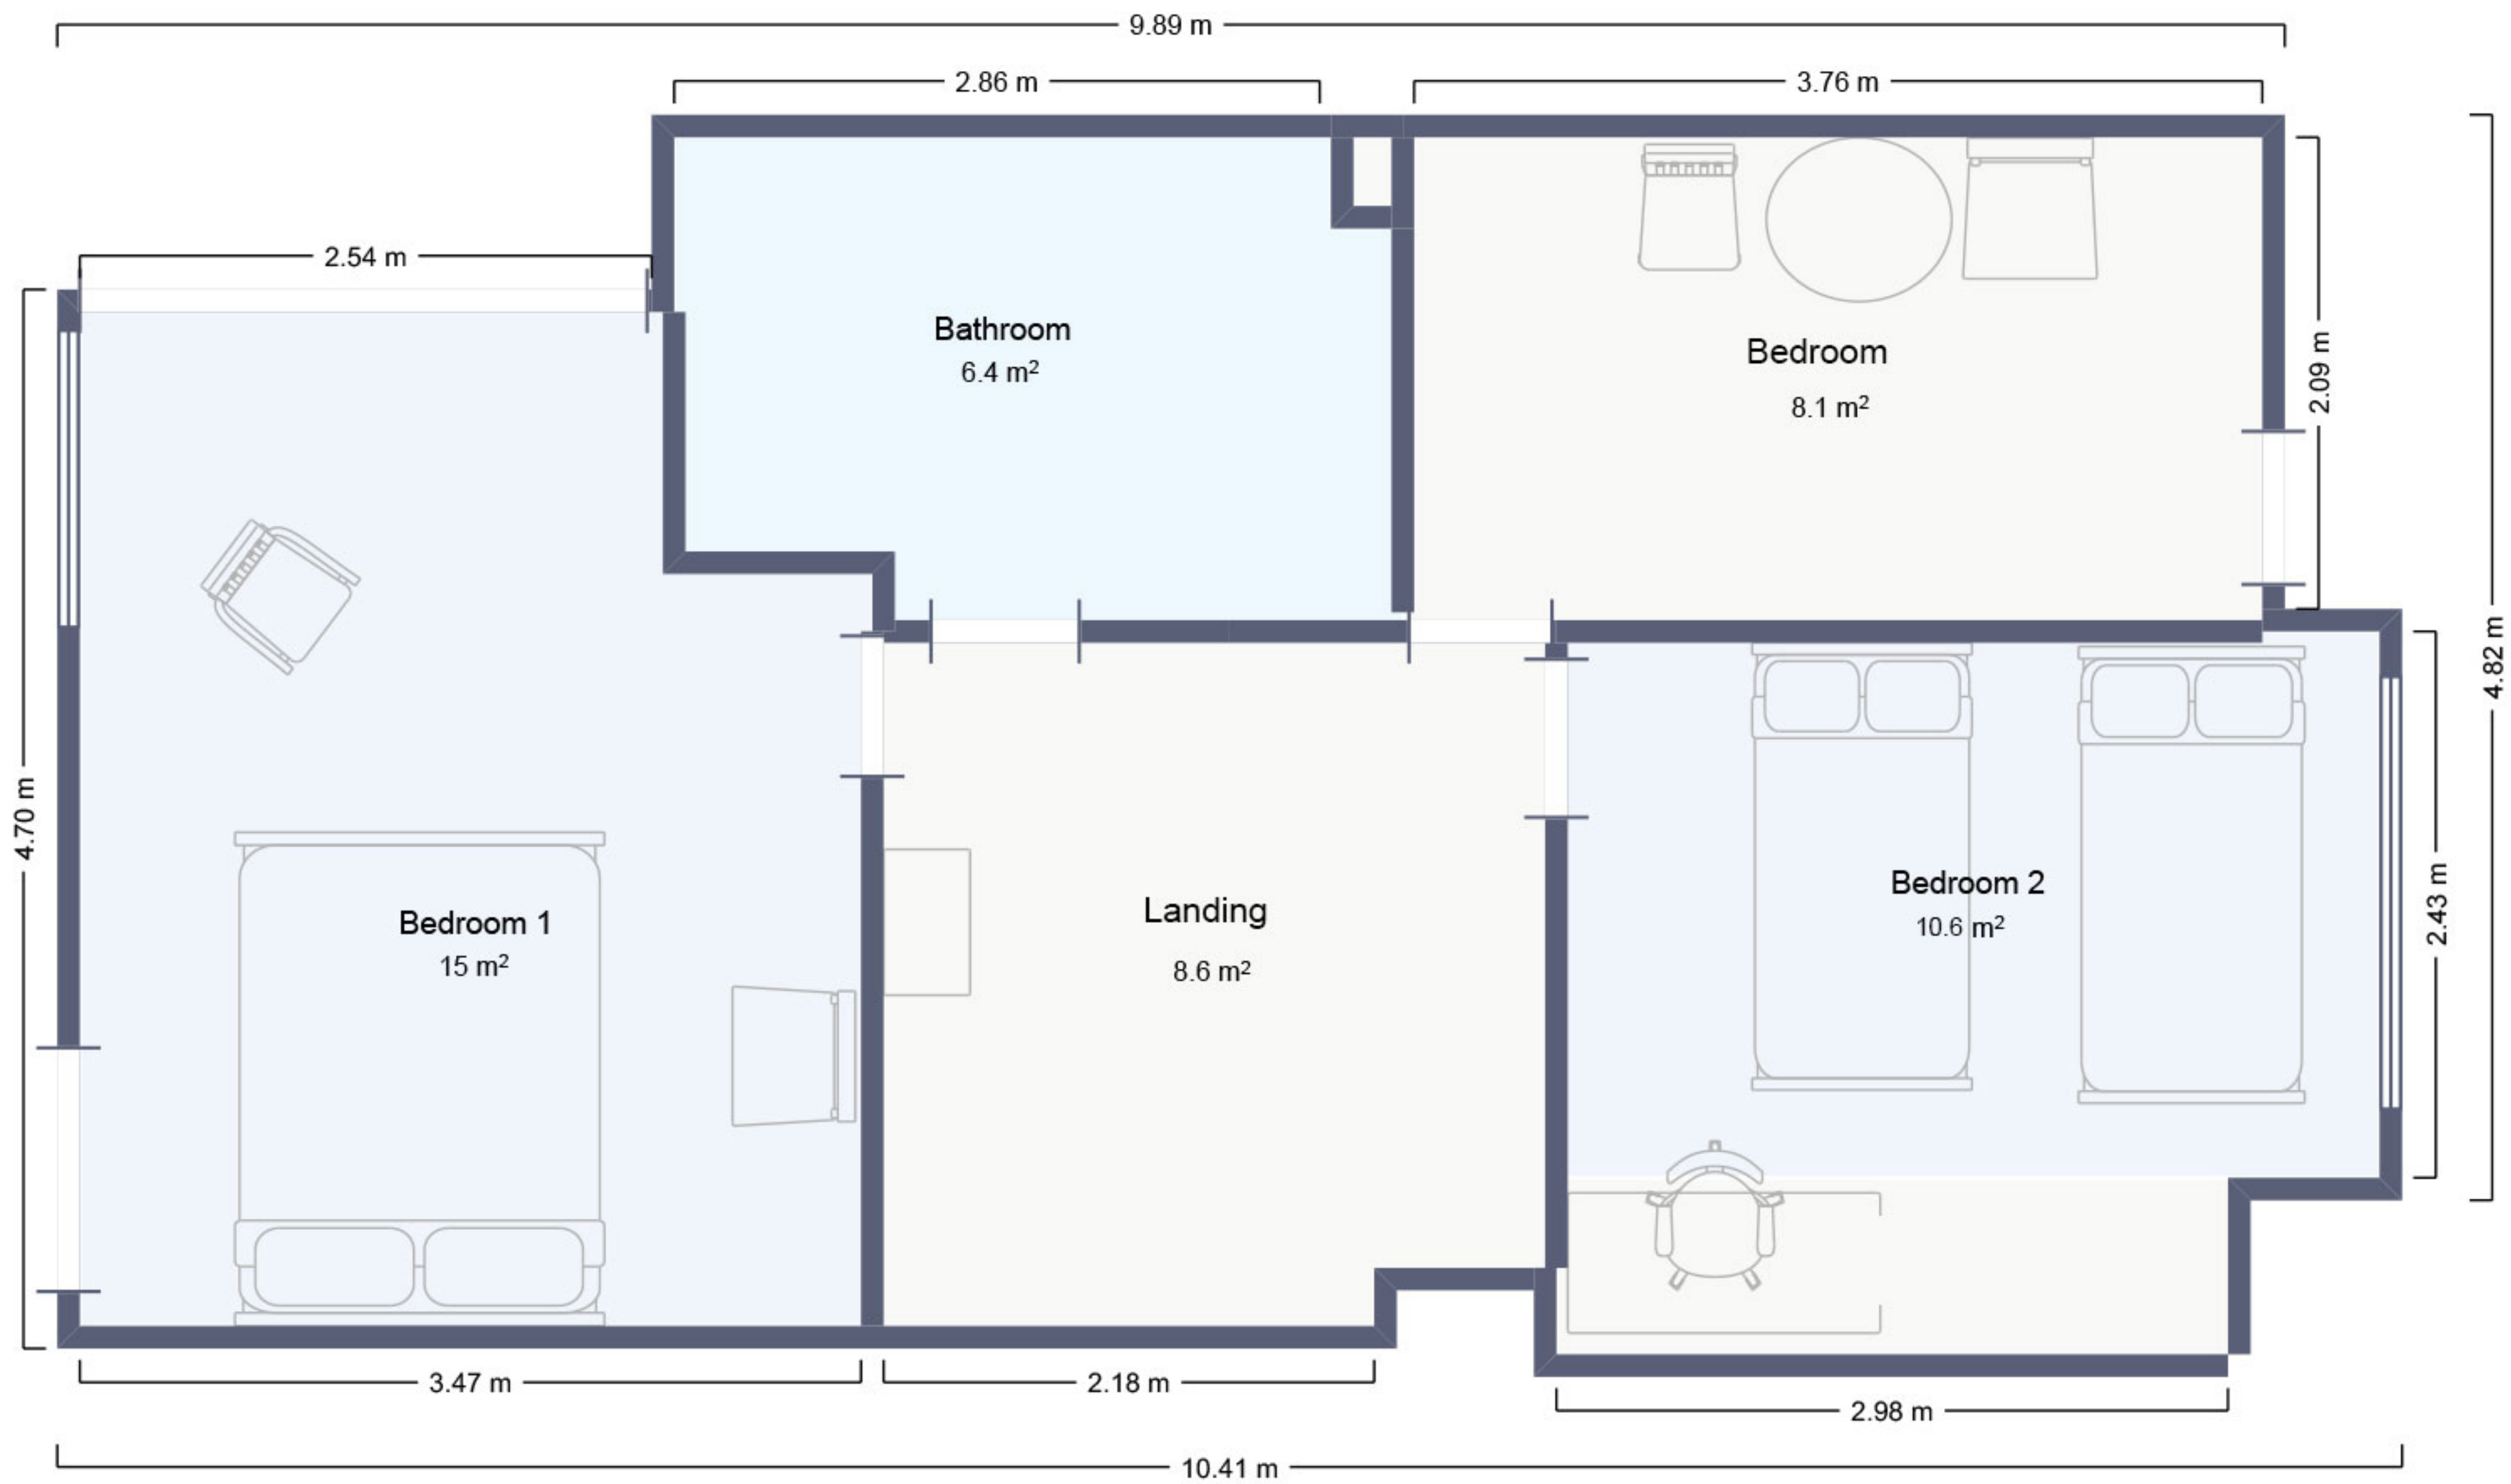 9.89 m
2.86 m
3.76 m
2.54 m
Bathroom
6.4 m²
Bedroom
8.1 m²
2.09 m
4.82 m
4.70 m
Bedroom 1
15 m²
Landing
8.6 m²
Bedroom 2
10.6 m²
2.43 m
3.47 m
2.18 m
2.98 m
10.41 m